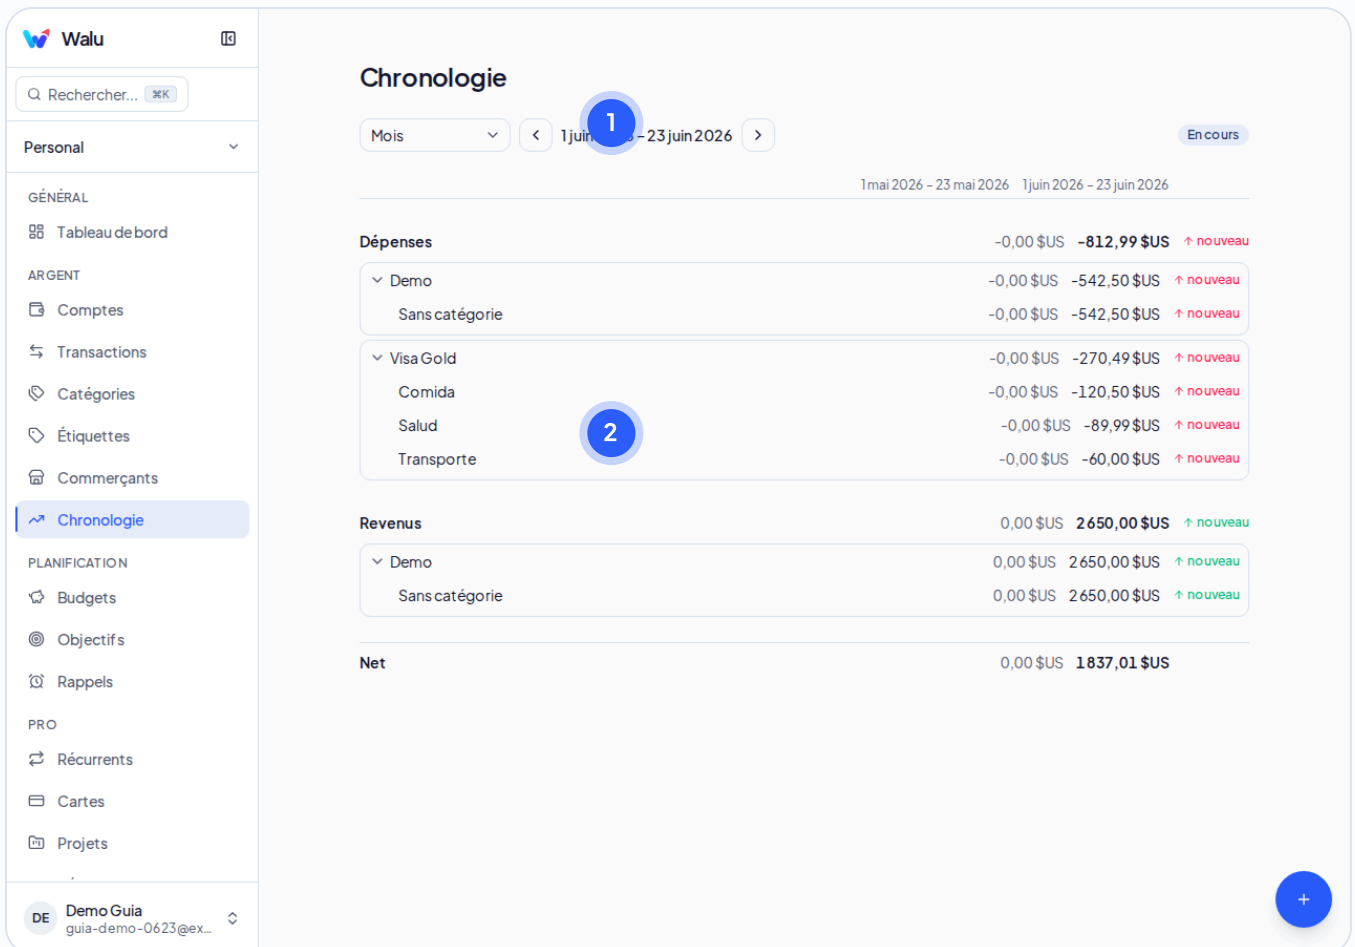 Walu
Rechercher... ⌘K
Personal
GÉNÉRAL
Tableau de bord
ARGENT
Comptes
Transactions
Catégories
Étiquettes
Commerçants
Chronologie
PLANIFICATION
Budgets
Objectifs
Rappels
PRO
Récurrents
Cartes
Projets
DE
Demo Guia
guia-demo-0623@ex...
Chronologie
Mois
1 juin – 23 juin 2026
1
En cours
1 mai 2026 – 23 mai 2026 1 juin 2026 – 23 juin 2026
Dépenses -0,00 $US -812,99 $US ↑ nouveau
Demo -0,00 $US -542,50 $US ↑ nouveau
Sans catégorie -0,00 $US -542,50 $US ↑ nouveau
Visa Gold -0,00 $US -270,49 $US ↑ nouveau
Comida -0,00 $US -120,50 $US ↑ nouveau
Salud -0,00 $US -89,99 $US ↑ nouveau
2
Transporte -0,00 $US -60,00 $US ↑ nouveau
Revenus 0,00 $US 2 650,00 $US ↑ nouveau
Demo 0,00 $US 2 650,00 $US ↑ nouveau
Sans catégorie 0,00 $US 2 650,00 $US ↑ nouveau
Net 0,00 $US 1 837,01 $US
+